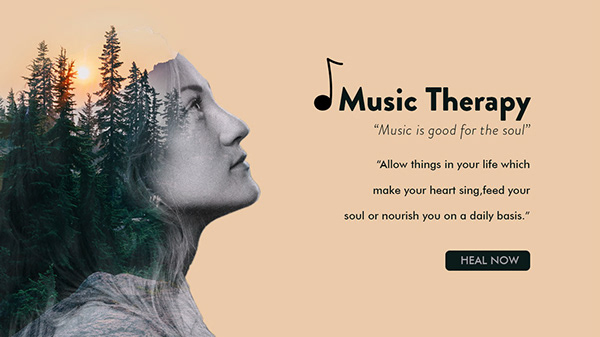 Music Therapy
“Music is good for the soul”
“Allow things in your life which
make your heart sing,feed your
soul or nourish you on a daily basis.”
HEAL NOW